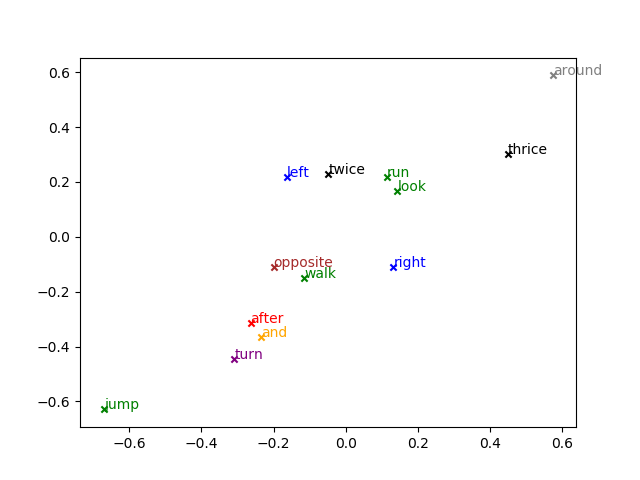 around
0.6
0.4
thrice
left
twice
run
look
0.2
0.0
opposite
walk
right
−0.2
after
and
turn
−0.4
jump
−0.6
−0.6 −0.4 −0.2 0.0 0.2 0.4 0.6